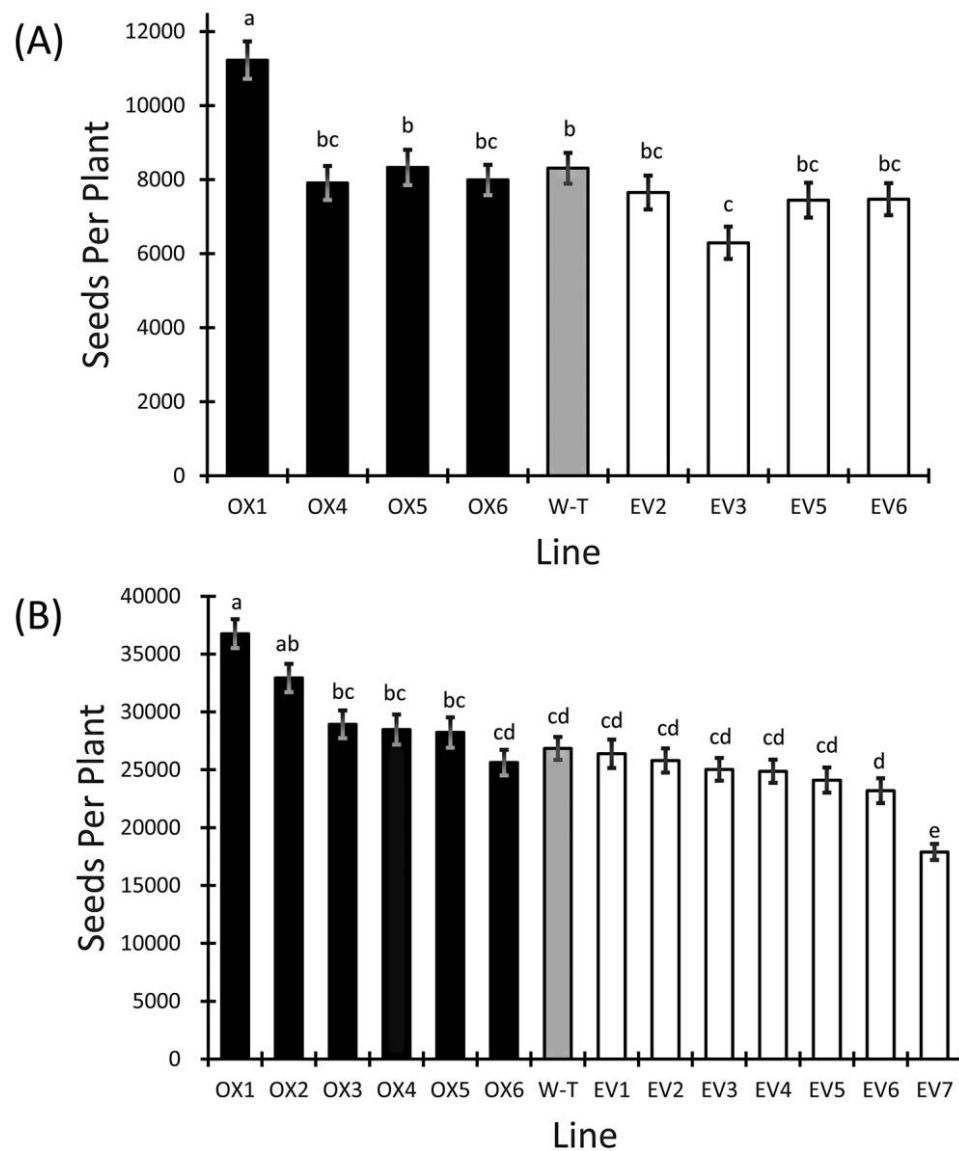 (A)
Seeds Per Plant
12000
10000
8000
6000
4000
2000
0
a
bc
b
bc
b
bc
c
bc
bc
OX1 OX4 OX5 OX6 W-T EV2 EV3 EV5 EV6
Line
(B)
Seeds Per Plant
40000
35000
30000
25000
20000
15000
10000
5000
0
a
ab
bc
bc
bc
cd
cd
cd
cd
cd
cd
cd
d
e
OX1 OX2 OX3 OX4 OX5 OX6 W-T EV1 EV2 EV3 EV4 EV5 EV6 EV7
Line